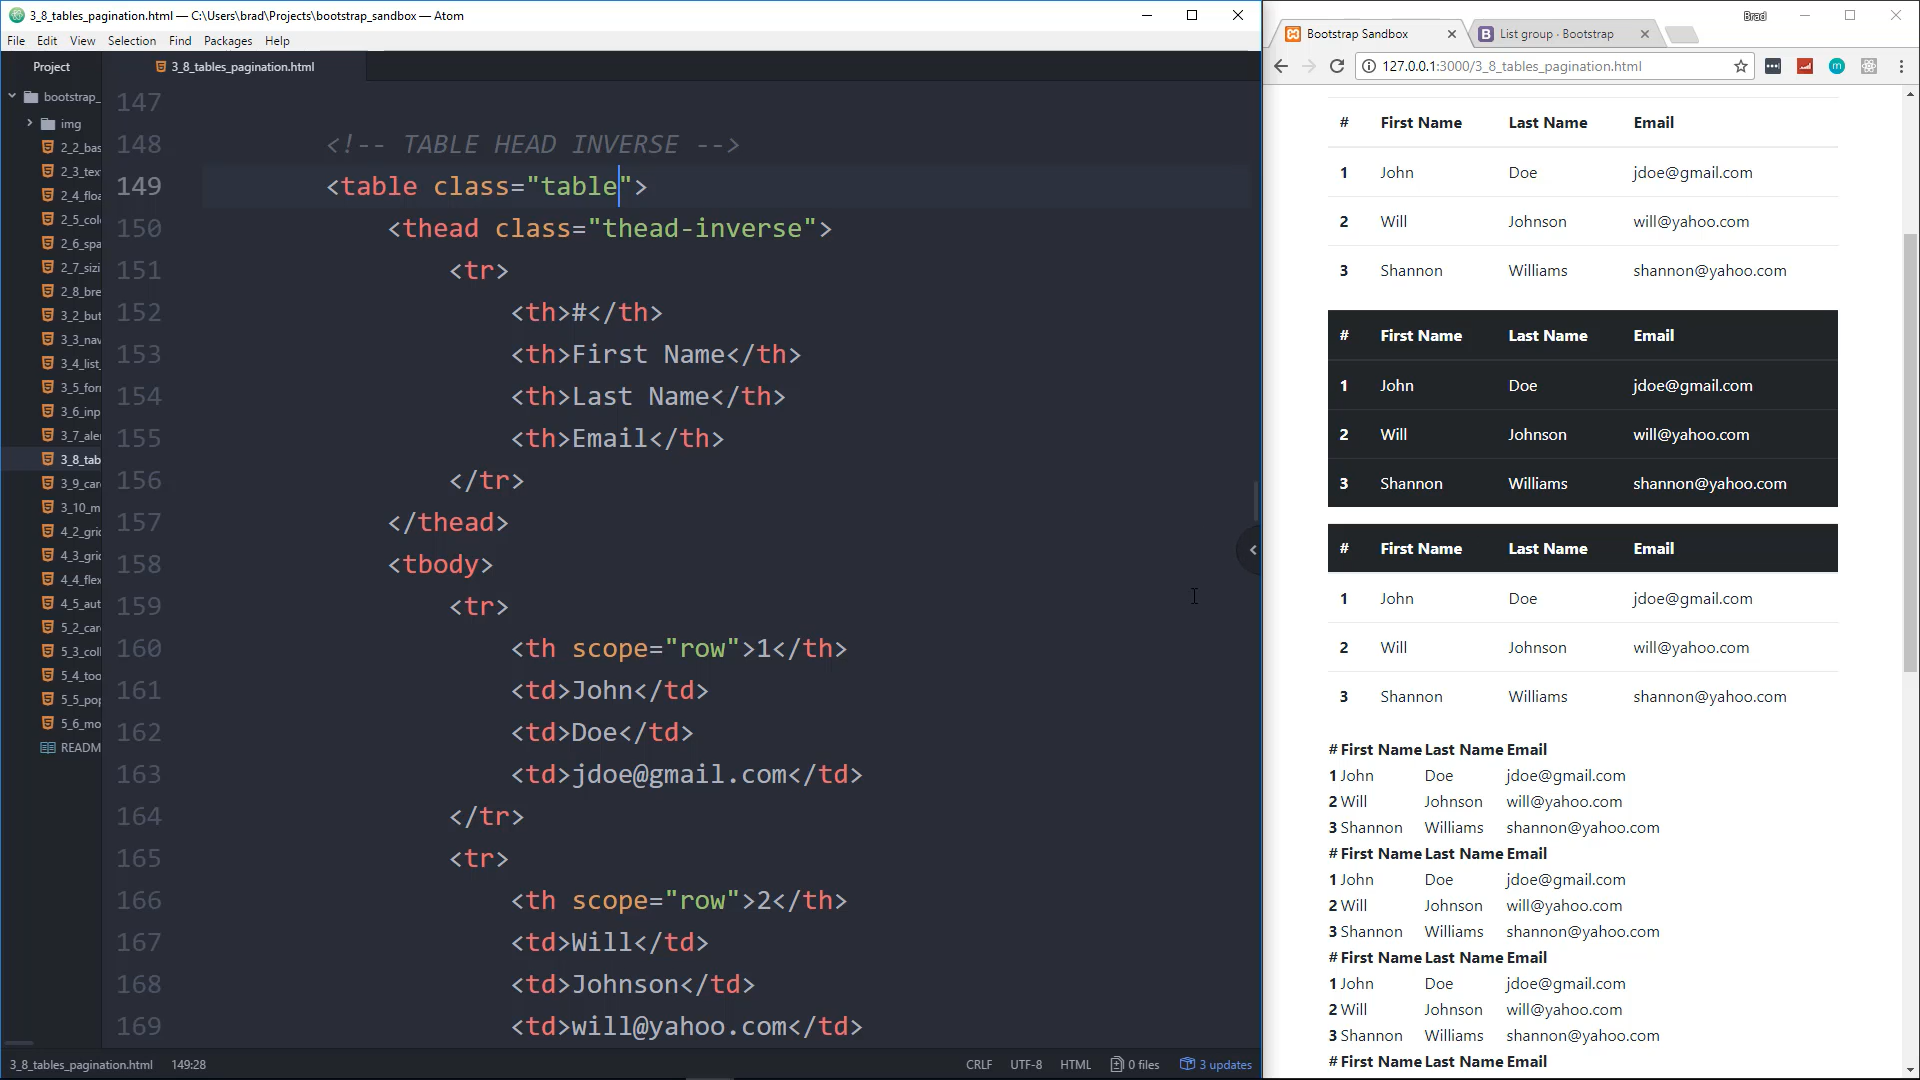 3_8_tables_pagination.html — C:\Users\brad\Projects\bootstrap_sandbox — Atom
File Edit View Selection Find Packages Help
Project
3_8_tables_pagination.html
bootstrap_
img
2_2_bas
2_3_tex
2_4_floa
2_5_colo
2_6_spa
2_7_sizi
2_8_bre
3_2_but
3_3_nav
3_4_list_
3_5_forn
3_6_inp
3_7_aler
3_8_tab
3_9_car
3_10_m
4_2_grid
4_3_grid
4_4_flex
4_5_aut
5_2_car
5_3_coll
5_4_too
5_5_pop
5_6_mo
README
147
148 <!-- TABLE HEAD INVERSE -->
149 <table class="table">
150 <thead class="thead-inverse">
151 <tr>
152 <th>#</th>
153 <th>First Name</th>
154 <th>Last Name</th>
155 <th>Email</th>
156 </tr>
157 </thead>
158 <tbody>
159 <tr>
160 <th scope="row">1</th>
161 <td>John</td>
162 <td>Doe</td>
163 <td>jdoe@gmail.com</td>
164 </tr>
165 <tr>
166 <th scope="row">2</th>
167 <td>Will</td>
168 <td>Johnson</td>
169 <td>will@yahoo.com</td>
3_8_tables_pagination.html 149:28 CRLF UTF-8 HTML 0 files 3 updates
Brad
Bootstrap Sandbox
List group · Bootstrap
127.0.0.1:3000/3_8_tables_pagination.html
# First Name Last Name Email
1 John Doe jdoe@gmail.com
2 Will Johnson will@yahoo.com
3 Shannon Williams shannon@yahoo.com
# First Name Last Name Email
1 John Doe jdoe@gmail.com
2 Will Johnson will@yahoo.com
3 Shannon Williams shannon@yahoo.com
# First Name Last Name Email
1 John Doe jdoe@gmail.com
2 Will Johnson will@yahoo.com
3 Shannon Williams shannon@yahoo.com
# First Name Last Name Email
1 John Doe jdoe@gmail.com
2 Will Johnson will@yahoo.com
3 Shannon Williams shannon@yahoo.com
# First Name Last Name Email
1 John Doe jdoe@gmail.com
2 Will Johnson will@yahoo.com
3 Shannon Williams shannon@yahoo.com
# First Name Last Name Email
1 John Doe jdoe@gmail.com
2 Will Johnson will@yahoo.com
3 Shannon Williams shannon@yahoo.com
# First Name Last Name Email